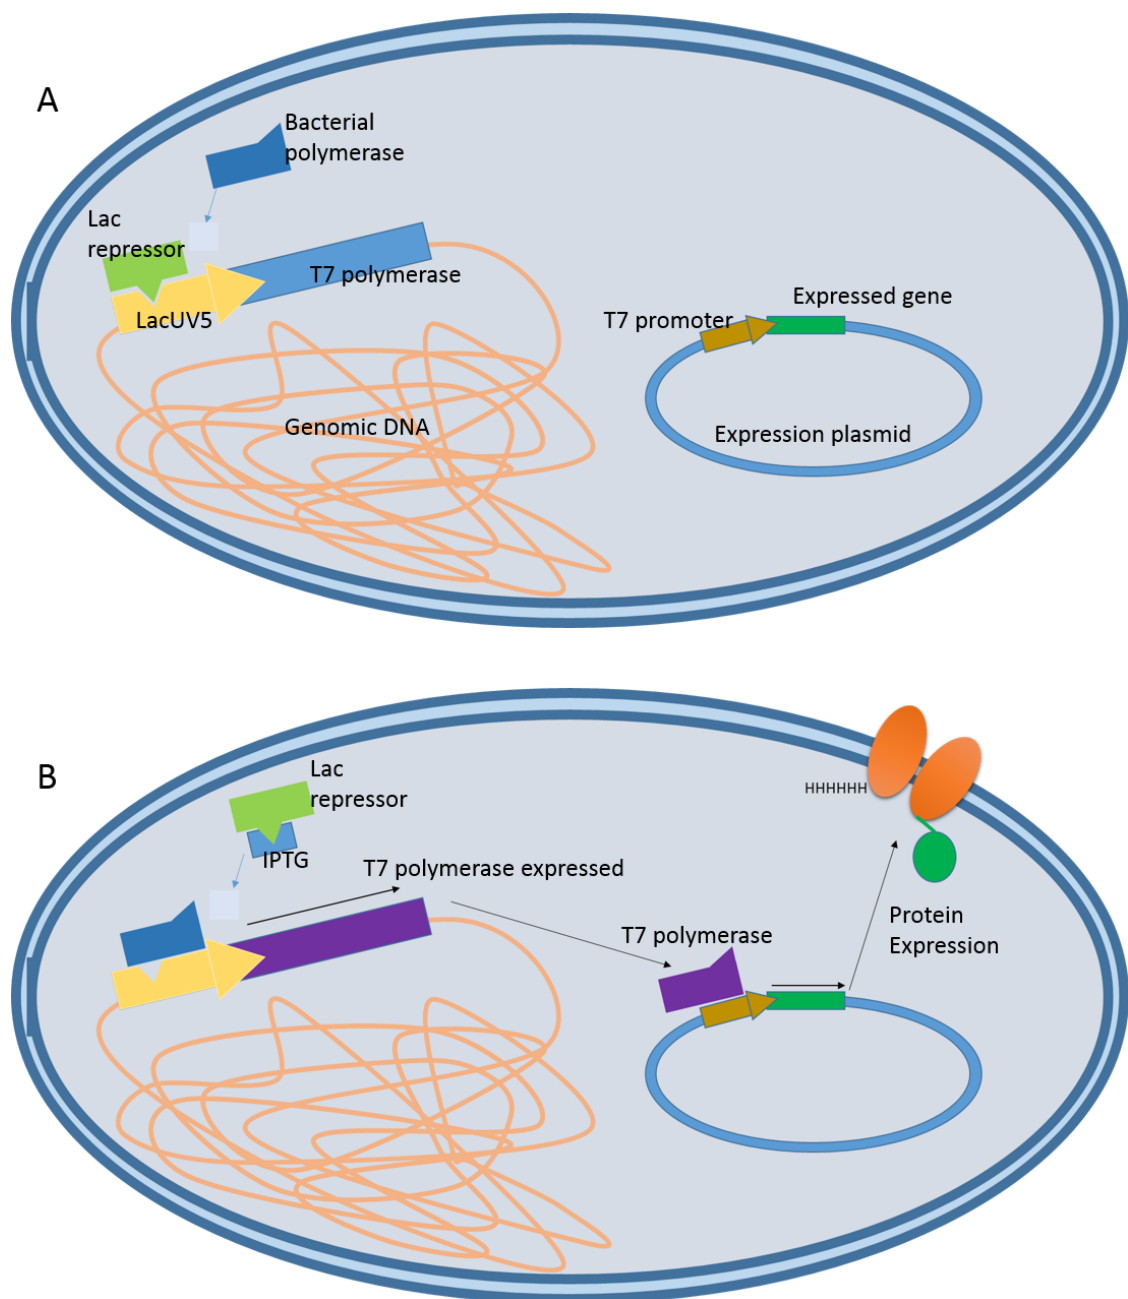 A
Bacterial
polymerase
Lac
repressor
T7 polymerase
LacUV5
Expressed gene
T7 promoter
Genomic DNA
Expression plasmid
B
Lac
repressor
IPTG
HHHHHH
T7 polymerase expressed
T7 polymerase
Protein
Expression